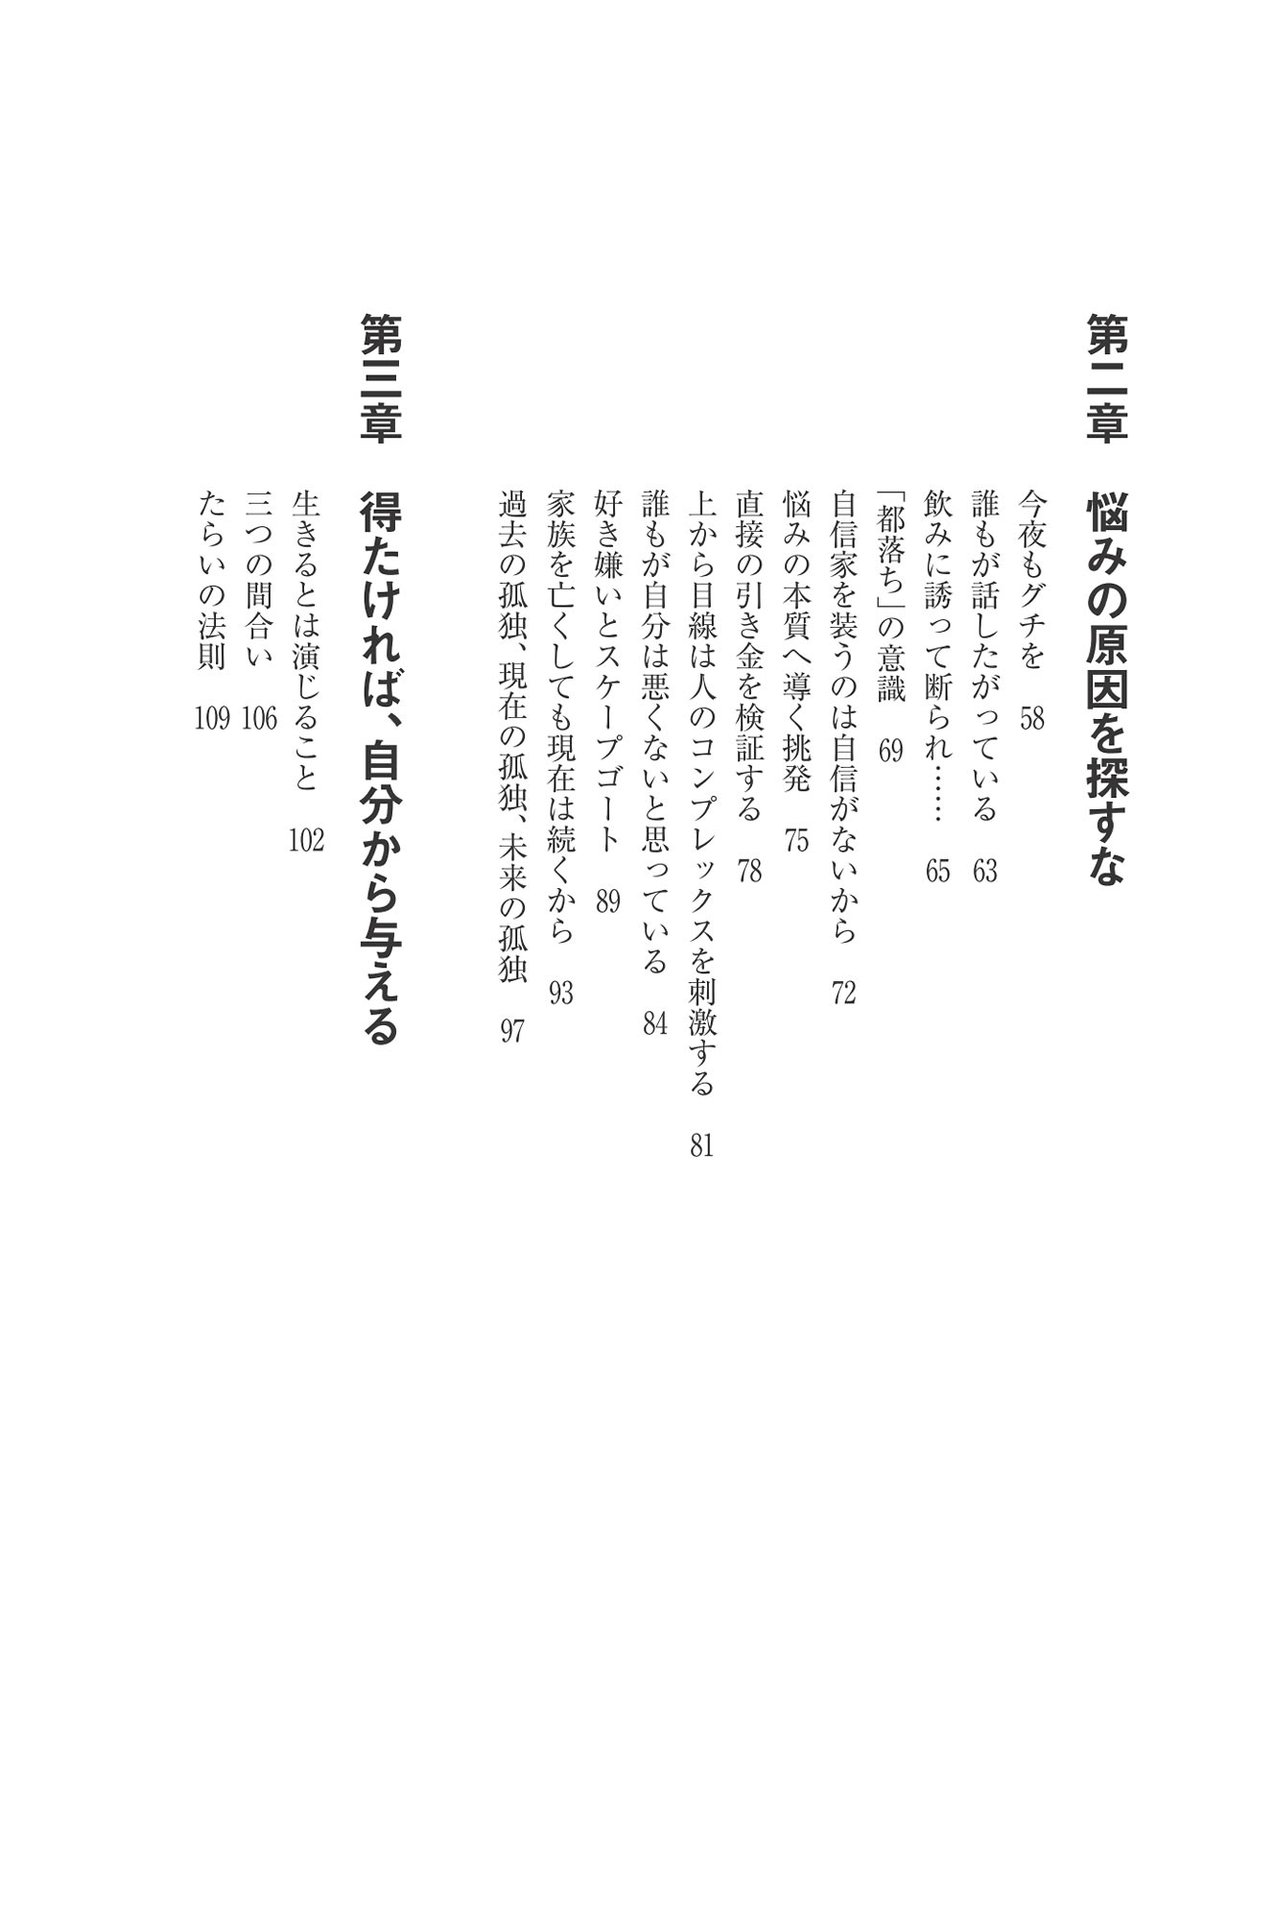 第二章　悩みの原因を探すな
今夜もグチを　58
誰もが話したがっている　63
飲みに誘って断られ……　65
「都落ち」の意識　69
自信家を装うのは自信がないから　72
悩みの本質へ導く挑発　75
直接の引き金を検証する　78
上から目線は人のコンプレックスを刺激する　81
誰もが自分は悪くないと思っている　84
好き嫌いとスケープゴート　89
家族を亡くしても現在は続くから　93
過去の孤独、現在の孤独、未来の孤独　97
第三章　得たければ、自分から与える
生きるとは演じること　102
三つの間合い　106
たらいの法則　109